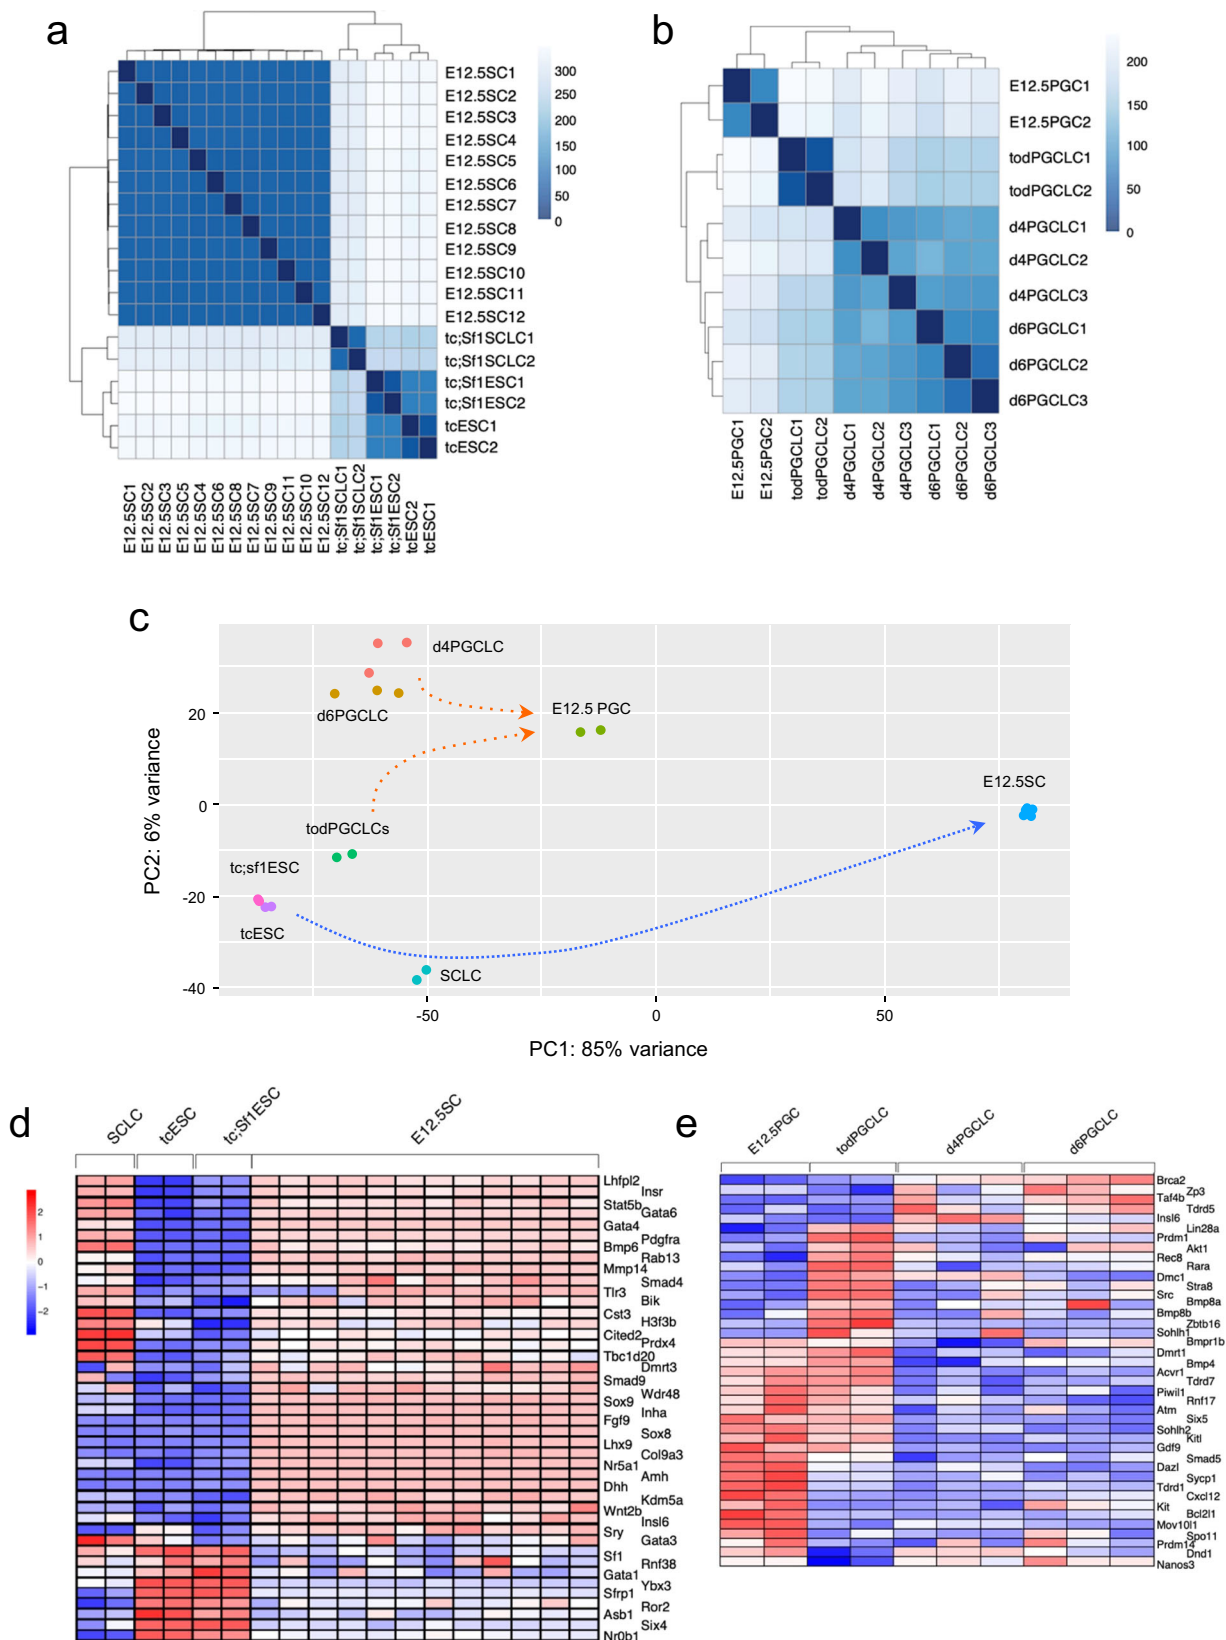 a
E12.5SC1
E12.5SC2
E12.5SC3
E12.5SC4
E12.5SC5
E12.5SC6
E12.5SC7
E12.5SC8
E12.5SC9
E12.5SC10
E12.5SC11
E12.5SC12
tc;Sf1SCLC1
tc;Sf1SCLC2
tc;Sf1ESC1
tc;Sf1ESC2
tcESC1
tcESC2
300
250
200
150
100
50
0
E12.5SC1
E12.5SC2
E12.5SC3
E12.5SC5
E12.5SC4
E12.5SC6
E12.5SC8
E12.5SC7
E12.5SC9
E12.5SC11
E12.5SC10
E12.5SC12
tc;Sf1SCLC1
tc;Sf1SCLC2
tc;Sf1ESC1
tc;Sf1ESC2
tcESC2
tcESC1
b
E12.5PGC1
E12.5PGC2
todPGCLC1
todPGCLC2
d4PGCLC1
d4PGCLC2
d4PGCLC3
d6PGCLC1
d6PGCLC2
d6PGCLC3
200
150
100
50
0
E12.5PGC1
E12.5PGC2
todPGCLC1
todPGCLC2
d4PGCLC1
d4PGCLC2
d4PGCLC3
d6PGCLC1
d6PGCLC2
d6PGCLC3
c
PC2: 6% variance
20
0
-20
-40
d4PGCLC
d6PGCLC
E12.5 PGC
E12.5SC
todPGCLCs
tc;sf1ESC
tcESC
SCLC
-50
0
50
PC1: 85% variance
d
2
1
0
-1
-2
SCLC
tcESC
tc;Sf1ESC
E12.5SC
Lhfpl2
Insr
Stat5b
Gata6
Gata4
Pdgfra
Bmp6
Rab13
Mmp14
Smad4
Tlr3
Bik
Cst3
H3f3b
Cited2
Prdx4
Tbc1d20
Dmrt3
Smad9
Wdr48
Sox9
Inha
Fgf9
Sox8
Lhx9
Col9a3
Nr5a1
Amh
Dhh
Kdm5a
Wnt2b
Insl6
Sry
Gata3
Sf1
Rnf38
Gata1
Ybx3
Sfrp1
Ror2
Asb1
Six4
Nr0b1
e
E12.5PGC
todPGCLC
d4PGCLC
d6PGCLC
Brca2
Zp3
Taf4b
Tdrd5
Insl6
Lin28a
Prdm1
Akt1
Rec8
Rara
Dmc1
Stra8
Src
Bmp8a
Bmp8b
Zbtb16
Sohlh1
Bmpr1b
Dmrt1
Bmp4
Acvr1
Tdrd7
Piwil1
Rnf17
Atm
Six5
Sohlh2
Kitl
Gdf9
Smad5
Dazl
Sycp1
Tdrd1
Cxcl12
Kit
Bcl2l1
Mov10l1
Spo11
Prdm14
Dnd1
Nanos3